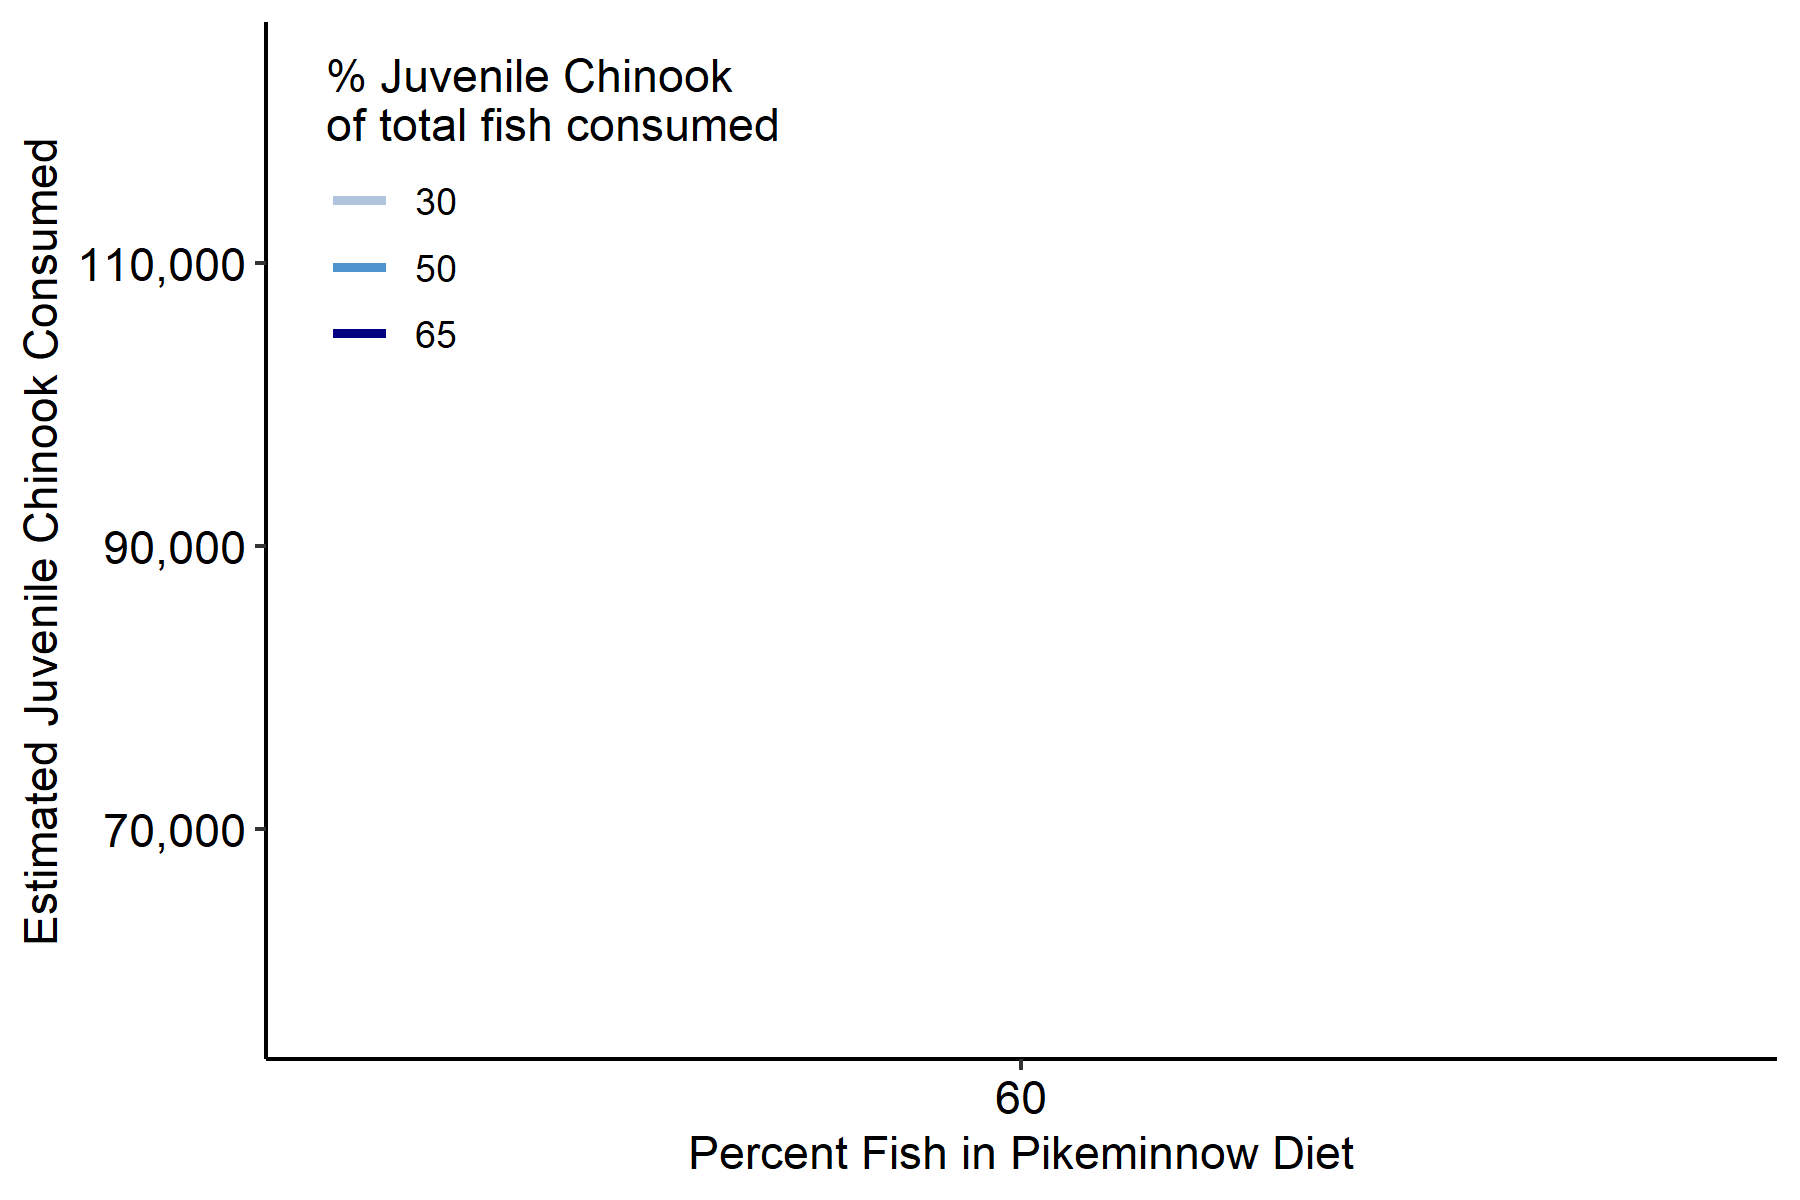 % Juvenile Chinook
of total fish consumed
30
50
65
Estimated Juvenile Chinook Consumed
110,000
90,000
70,000
60
Percent Fish in Pikeminnow Diet